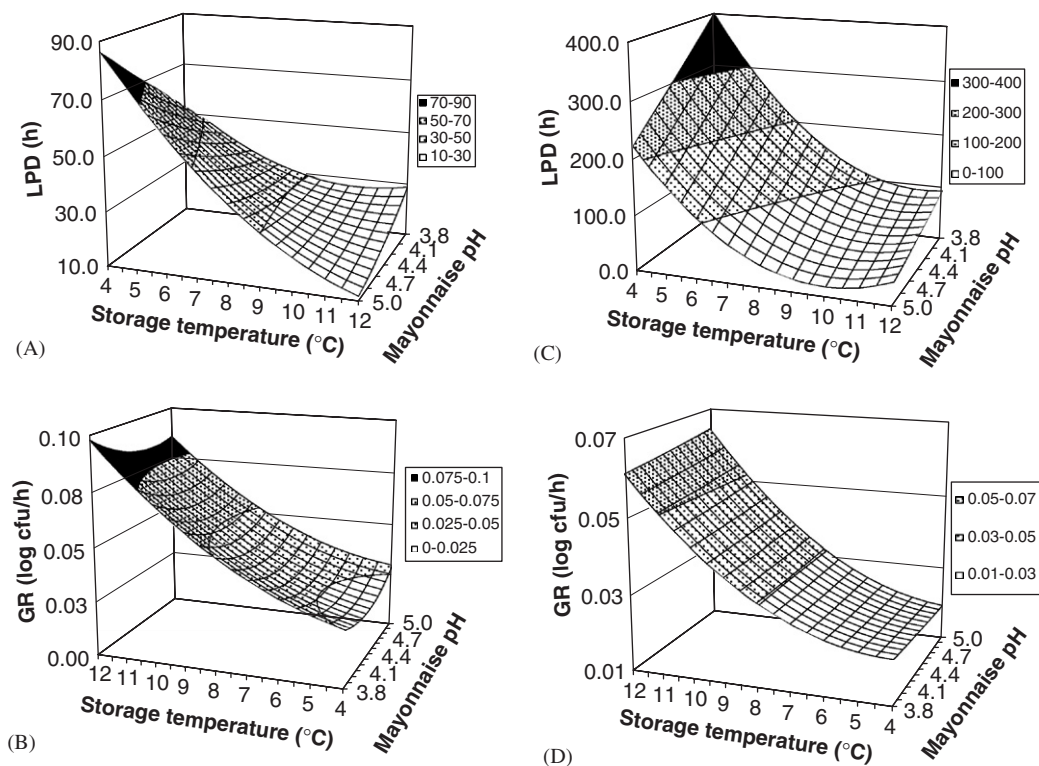 90.0
70.0
50.0
30.0
10.0
LPD (h)
4 5 6 7 8 9 10 11 12
Storage temperature (°C)
3.8
4.1
4.4
4.7
5.0
Mayonnaise pH
70-90
50-70
30-50
10-30
(A)
400.0
300.0
200.0
100.0
0.0
LPD (h)
4 5 6 7 8 9 10 11 12
Storage temperature (°C)
3.8
4.1
4.4
4.7
5.0
Mayonnaise pH
300-400
200-300
100-200
0-100
(C)
0.10
0.08
0.05
0.03
0.00
GR (log cfu/h)
12 11 10 9 8 7 6 5 4
Storage temperature (°C)
5.0
4.7
4.4
4.1
3.8
Mayonnaise pH
0.075-0.1
0.05-0.075
0.025-0.05
0-0.025
(B)
0.07
0.05
0.03
0.01
GR (log cfu/h)
12 11 10 9 8 7 6 5 4
Storage temperature (°C)
5.0
4.7
4.4
4.1
3.8
Mayonnaise pH
0.05-0.07
0.03-0.05
0.01-0.03
(D)